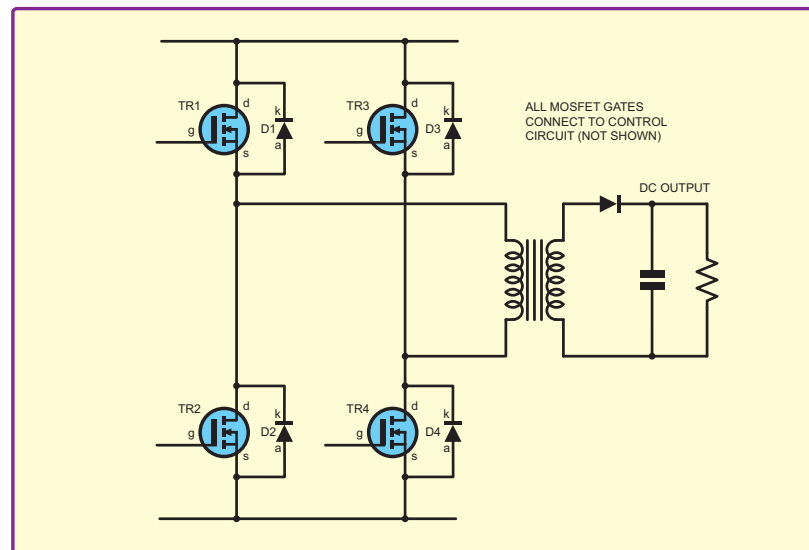 TR1
d
k
g
D1
s
a
TR3
d
k
g
D3
s
a
ALL MOSFET GATES
CONNECT TO CONTROL
CIRCUIT (NOT SHOWN)
DC OUTPUT
TR2
d
k
g
D2
s
a
TR4
d
k
g
D4
s
a